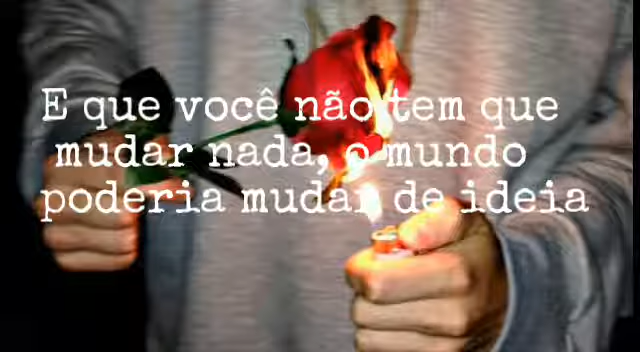 E que você não tem que
mudar nada, o mundo
poderia mudar de ideia